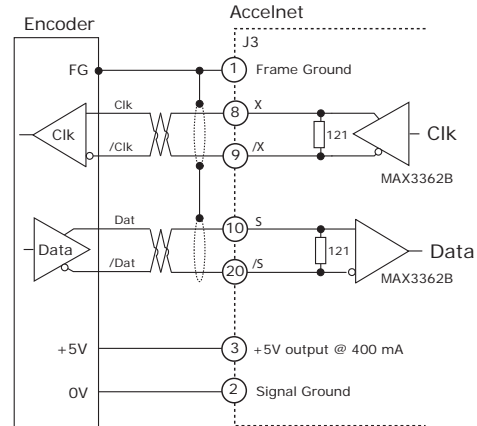 Accelnet
Encoder
J3
FG 1 Frame Ground
Clk 8 X
Clk 121 Clk
/Clk 9 /X
MAX3362B
Dat 10 S
Data 121 Data
/Dat 20 /S
MAX3362B
+5V 3 +5V output @ 400 mA
0V 2 Signal Ground